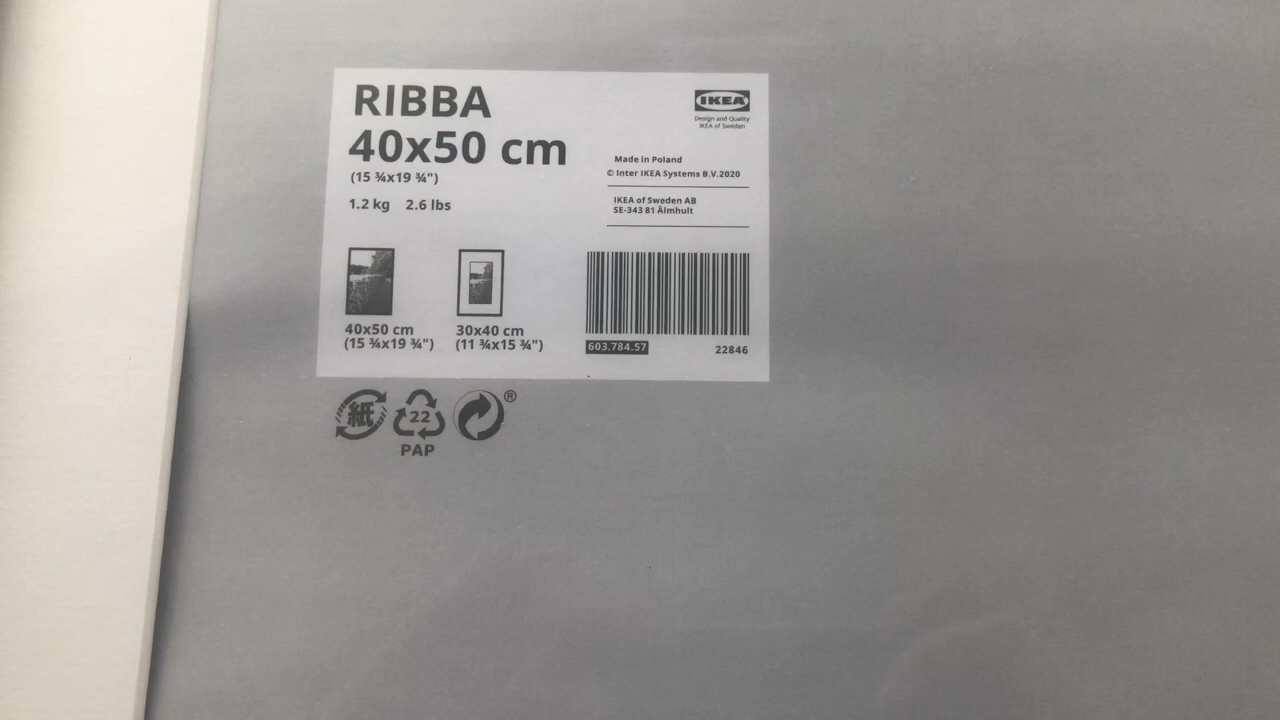 RIBBA
40x50 cm
(15 ¾x19 ¾")
1.2 kg 2.6 lbs
IKEA
Design and Quality
IKEA of Sweden
Made in Poland
© Inter IKEA Systems B.V.2020
IKEA of Sweden AB
SE-343 81 Älmhult
40x50 cm
(15 ¾x19 ¾")
30x40 cm
(11 ¾x15 ¾")
603.784.57
22846
紙
22
PAP
®